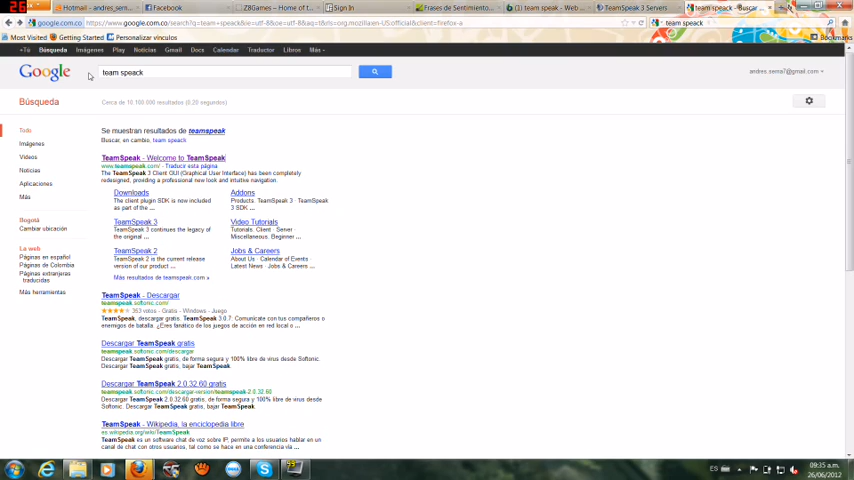 26
Hotmail - andres_sern...
Facebook
Z8Games - Home of f...
Sign In
Frases de Sentimiento...
(1) team speak - Web ...
TeamSpeak 3 Servers
team speack - Buscar ...
google.com.co https://www.google.com.co/search?q=team+speack&ie=utf-8&oe=utf-8&aq=t&rls=org.mozilla:en-US:official&client=firefox-a
team speack
Most Visited Getting Started Personalizar vínculos
Bookmarks
+Tú Búsqueda Imágenes Play Noticias Gmail Docs Calendar Traductor Libros Más
Google
team speack
andres.serna7@gmail.com
Búsqueda
Cerca de 10.100.000 resultados (0,20 segundos)
Todo
Imágenes
Videos
Noticias
Aplicaciones
Más
Bogotá
Cambiar ubicación
La web
Páginas en español
Páginas de Colombia
Páginas extranjeras traducidas
Más herramientas
Se muestran resultados de teamspeak
Buscar, en cambio, team speack
TeamSpeak - Welcome to TeamSpeak
www.teamspeak.com/ - Traducir esta página
The TeamSpeak 3 Client GUI (Graphical User Interface) has been completely
redesigned, providing a professional new look and intuitive navigation.
Downloads
The client plugin SDK is now included
as part of the ...
Addons
Products. TeamSpeak 3 · TeamSpeak
3 SDK ...
TeamSpeak 3
TeamSpeak 3 continues the legacy of
the original ...
Video Tutorials
Tutorials. Client · Server ·
Miscellaneous. Beginner ...
TeamSpeak 2
TeamSpeak 2 is the current release
version of our product ...
Jobs & Careers
About Us · Calendar of Events ·
Latest News · Jobs & Careers ...
Más resultados de teamspeak.com »
TeamSpeak - Descargar
teamspeak.softonic.com/
353 votos - Gratis - Windows - Juego
TeamSpeak, descargar gratis. TeamSpeak 3.0.7: Comunícate con tus compañeros o
enemigos de batalla. ¿Eres fanático de los juegos de acción en red local o ...
Descargar TeamSpeak gratis
teamspeak.softonic.com/descargar
Descargar TeamSpeak gratis, de forma segura y 100% libre de virus desde Softonic.
Descargar TeamSpeak gratis, bajar TeamSpeak.
Descargar TeamSpeak 2.0.32.60 gratis
teamspeak.softonic.com/descargar-version/teamspeak-2.0.32.60
Descargar TeamSpeak 2.0.32.60 gratis, de forma segura y 100% libre de virus desde
Softonic. Descargar TeamSpeak gratis, bajar TeamSpeak.
TeamSpeak - Wikipedia, la enciclopedia libre
es.wikipedia.org/wiki/TeamSpeak
TeamSpeak es un software de chat de voz sobre IP, permite a los usuarios hablar en un
canal de chat con otros usuarios, tal como se hace en una conferencia vía ...
ES
09:35 a.m.
26/06/2012